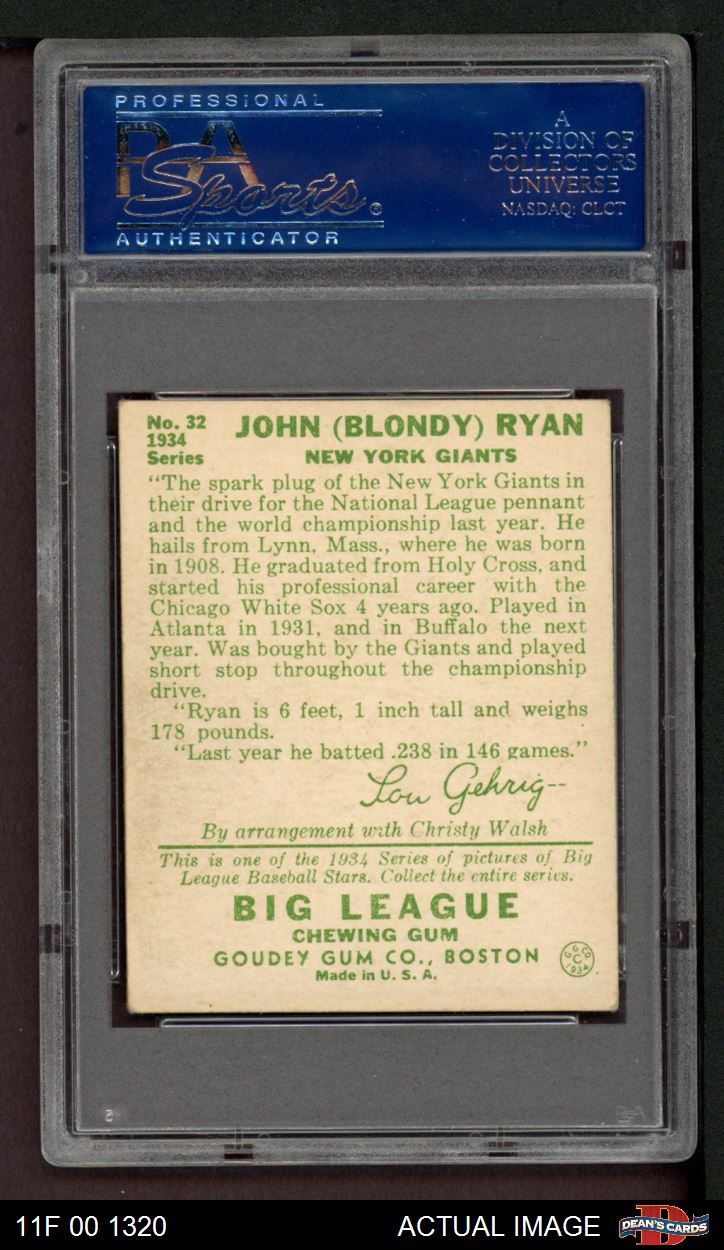 PROFESSIONAL
PSA
Sports®
AUTHENTICATOR
A
DIVISION OF
COLLECTORS
UNIVERSE
NASDAQ: CLCT
No. 32
1934
Series
JOHN (BLONDY) RYAN
NEW YORK GIANTS
"The spark plug of the New York Giants in
their drive for the National League pennant
and the world championship last year. He
hails from Lynn, Mass., where he was born
in 1908. He graduated from Holy Cross, and
started his professional career with the
Chicago White Sox 4 years ago. Played in
Atlanta in 1931, and in Buffalo the next
year. Was bought by the Giants and played
short stop throughout the championship
drive.
"Ryan is 6 feet, 1 inch tall and weighs
178 pounds.
"Last year he batted .238 in 146 games."
Lou Gehrig--
By arrangement with Christy Walsh
This is one of the 1934 Series of pictures of Big
League Baseball Stars. Collect the entire series.
BIG LEAGUE
CHEWING GUM
GOUDEY GUM CO., BOSTON
Made in U. S. A.
G. G. CO.
C
1934
11F 00 1320
ACTUAL IMAGE
D
DEAN'S CARDS